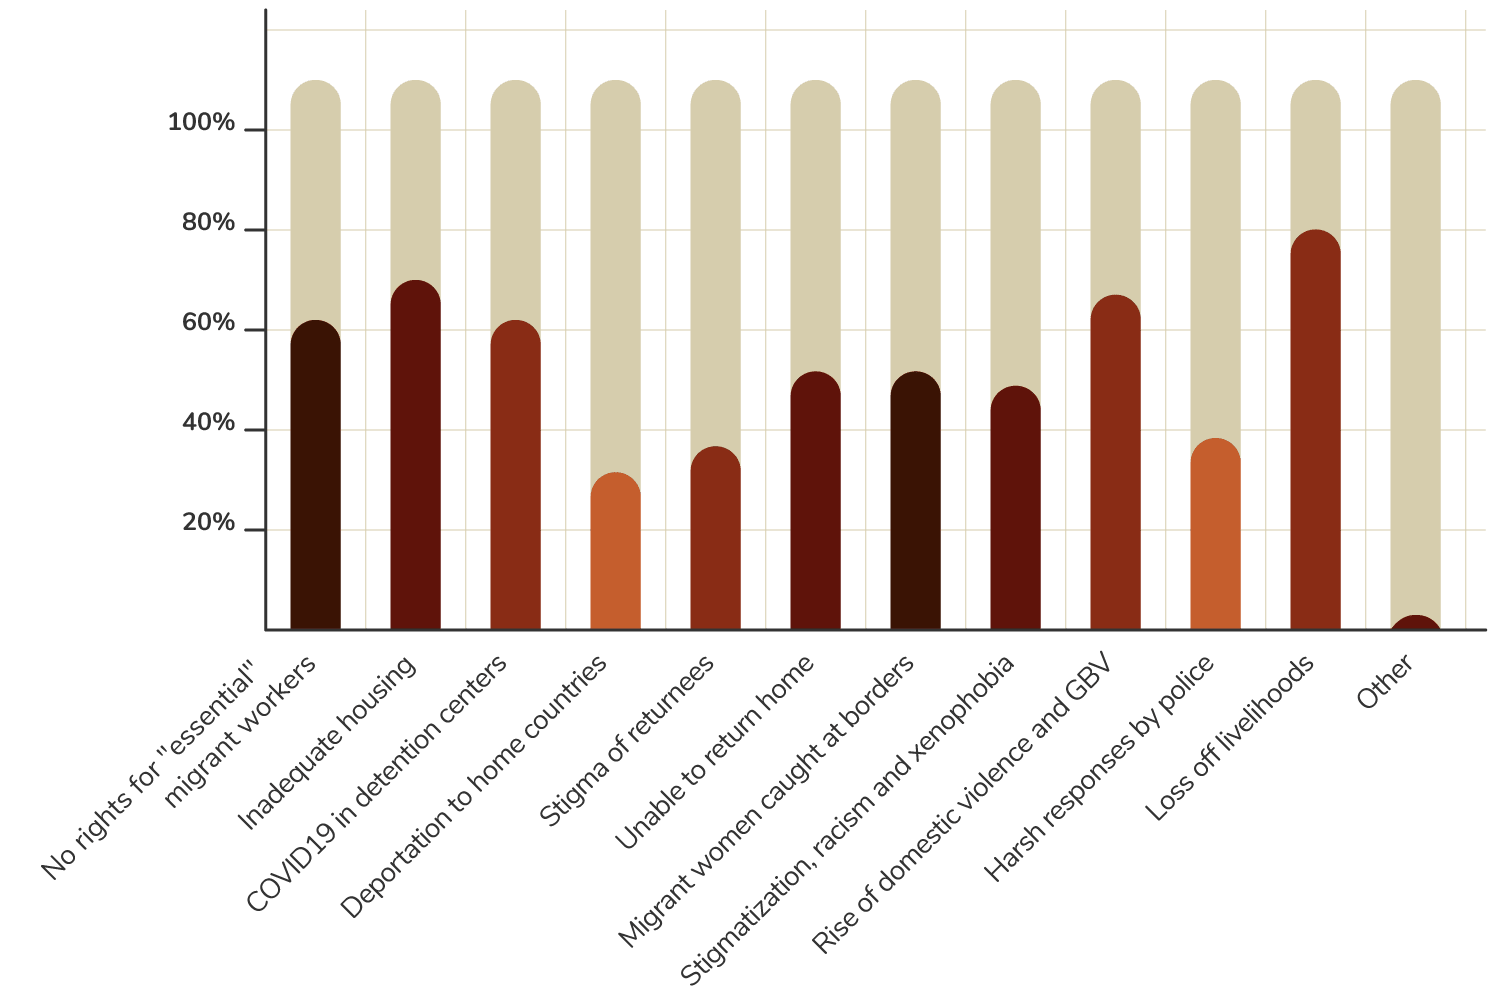 100%
80%
60%
40%
20%
No rights for "essential"
migrant workers
Inadequate housing
COVID19 in detention centers
Deportation to home countries
Stigma of returnees
Unable to return home
Migrant women caught at borders
Stigmatization, racism and xenophobia
Rise of domestic violence and GBV
Harsh responses by police
Loss off livelihoods
Other